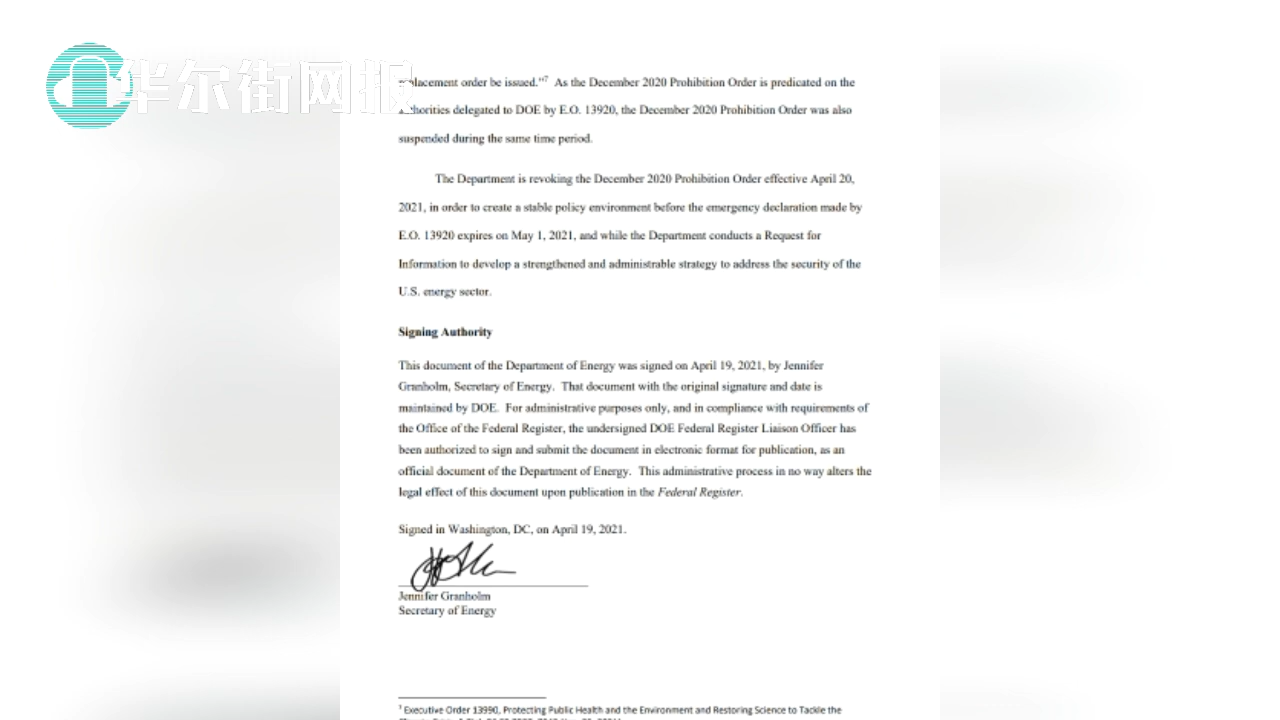 华尔街网报
placement order be issued."7 As the December 2020 Prohibition Order is predicated on the
authorities delegated to DOE by E.O. 13920, the December 2020 Prohibition Order was also
suspended during the same time period.
The Department is revoking the December 2020 Prohibition Order effective April 20,
2021, in order to create a stable policy environment before the emergency declaration made by
E.O. 13920 expires on May 1, 2021, and while the Department conducts a Request for
Information to develop a strengthened and administrable strategy to address the security of the
U.S. energy sector.
Signing Authority
This document of the Department of Energy was signed on April 19, 2021, by Jennifer
Granholm, Secretary of Energy. That document with the original signature and date is
maintained by DOE. For administrative purposes only, and in compliance with requirements of
the Office of the Federal Register, the undersigned DOE Federal Register Liaison Officer has
been authorized to sign and submit the document in electronic format for publication, as an
official document of the Department of Energy. This administrative process in no way alters the
legal effect of this document upon publication in the Federal Register.
Signed in Washington, DC, on April 19, 2021.
Jennifer Granholm
Secretary of Energy
7 Executive Order 13990, Protecting Public Health and the Environment and Restoring Science to Tackle the